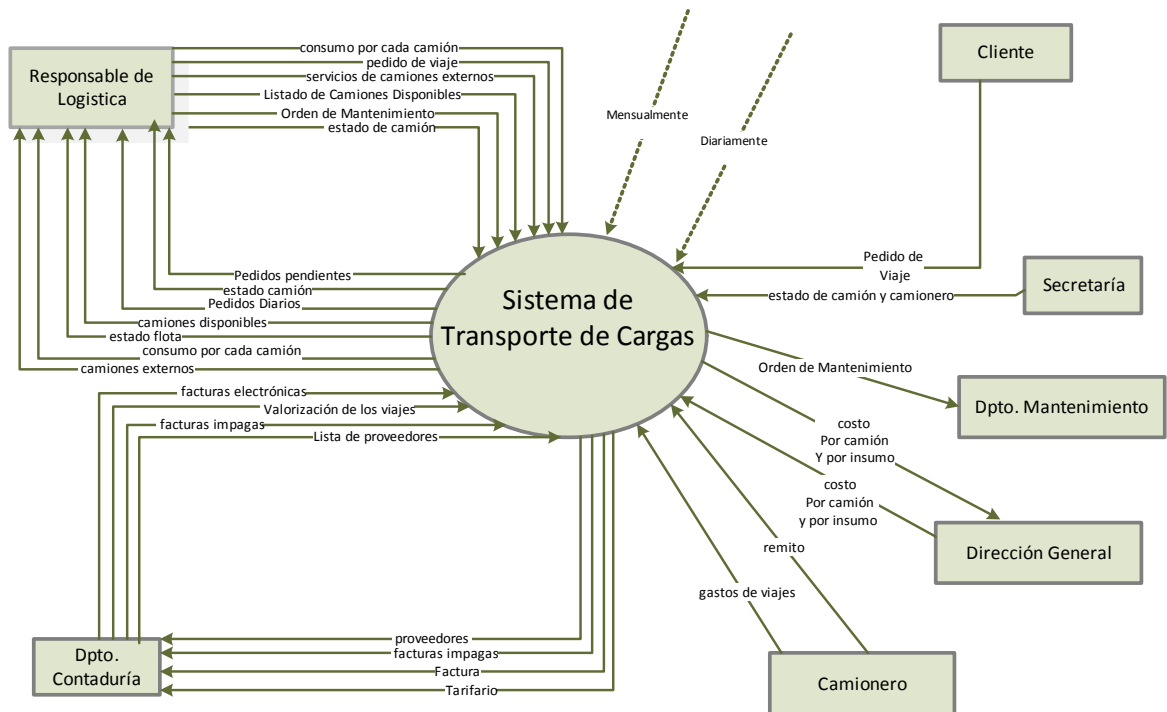 consumo por cada camión
pedido de viaje
servicios de camiones externos
Listado de Camiones Disponibles
Orden de Mantenimiento
estado de camión
Responsable de
Logistica
Mensualmente
Diariamente
Cliente
Pedido de
Viaje
Secretaría
estado de camión y camionero
Pedidos pendientes
estado camión
Pedidos Diarios
camiones disponibles
estado flota
consumo por cada camión
camiones externos
Sistema de
Transporte de Cargas
facturas electrónicas
Valorización de los viajes
facturas impagas
Lista de proveedores
Orden de Mantenimiento
Dpto. Mantenimiento
costo
Por camión
Y por insumo
costo
Por camión
y por insumo
Dirección General
remito
gastos de viajes
Camionero
proveedores
facturas impagas
Factura
Tarifario
Dpto.
Contaduría